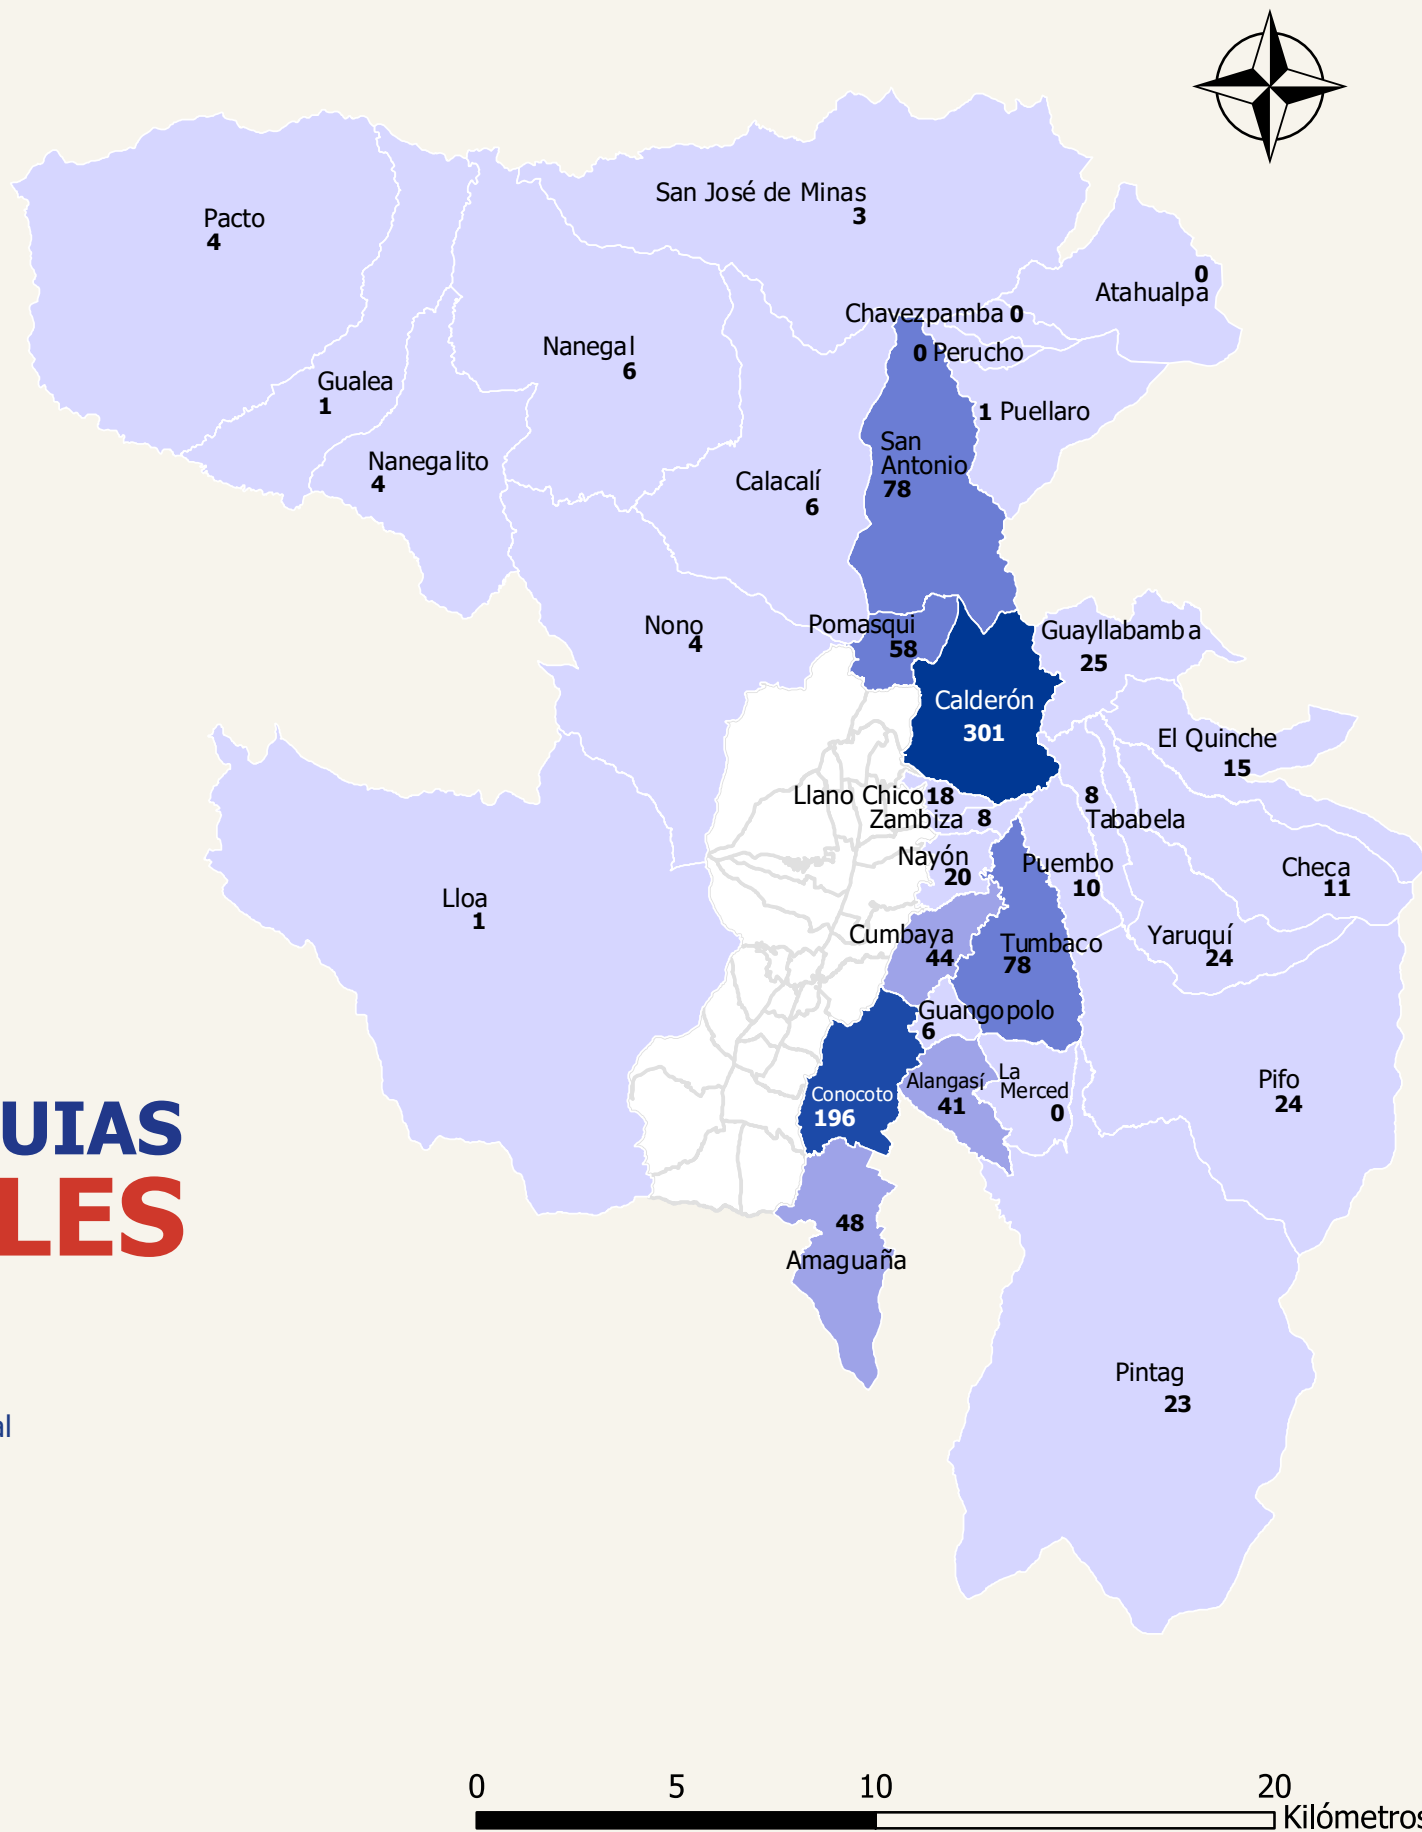 San José de Minas
3
Pacto
4
0
Atahualpa
Chavezpamba 0
Nanegal
6
0 Perucho
Gualea
1
1 Puellaro
San
Antonio
78
Nanegalito
4
Calacalí
6
Nono
4
Pomasqui
58
Guayllabamba
25
Calderón
301
El Quinche
15
Llano Chico 18
8
Tababela
Zambiza 8
Nayón
20
Puembo
10
Checa
11
Lloa
1
Cumbaya
44
Tumbaco
78
Yaruquí
24
Guangopolo
6
Alangasí
41
La
Merced
0
Pifo
24
Conocoto
196
UIAS
LES
48
Amaguaña
Pintag
23
al
0 5 10 20
Kilómetros